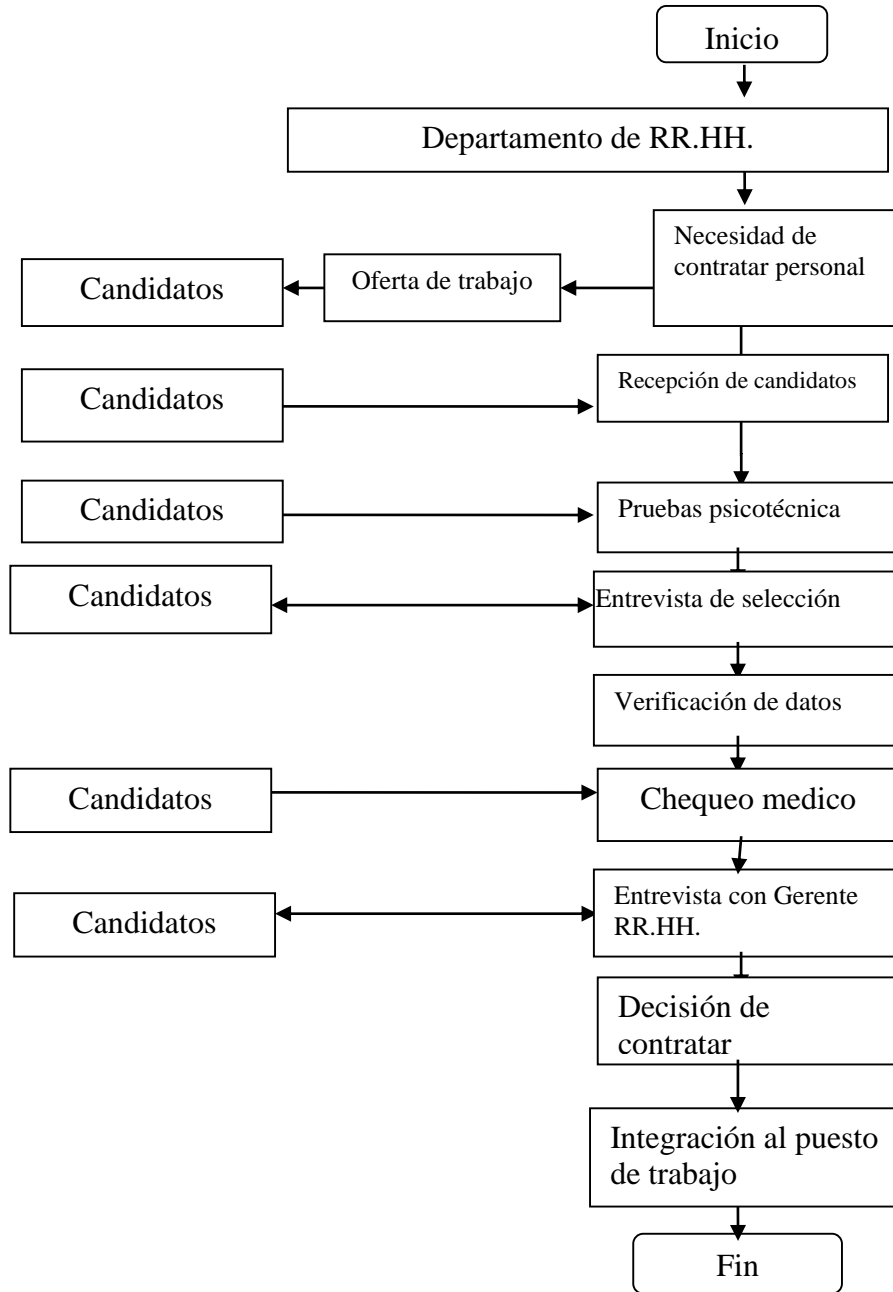 Inicio
Departamento de RR.HH.
Necesidad de
contratar personal
Oferta de trabajo
Candidatos
Candidatos
Recepción de candidatos
Candidatos
Pruebas psicotécnica
Candidatos
Entrevista de selección
Verificación de datos
Candidatos
Chequeo medico
Candidatos
Entrevista con Gerente
RR.HH.
Decisión de
contratar
Integración al puesto
de trabajo
Fin